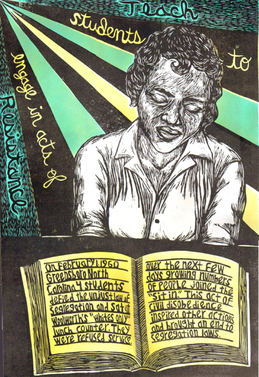 Teach
students
to
engage in acts of
Resistance
On February 1, 1960
Greensboro North
Carolina 4 students
defied the unjust law of
Segregation and sat at
Woolworth's "whites only"
lunch counter they
were refused service
over the next few
days growing numbers
of people joined the
"sit in." This act of
civil disobedience
inspired other actions
and brought an end to
segregation laws.